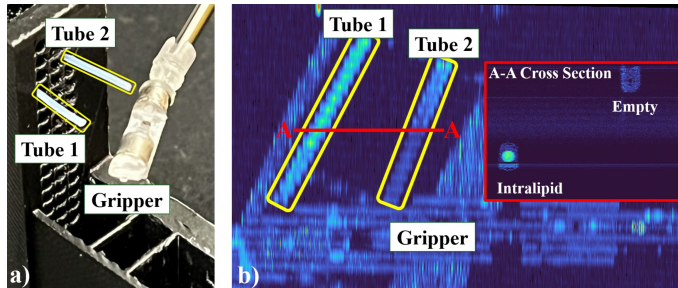 Tube 2
Tube 1
Gripper
a)
Tube 1
Tube 2
A
A
A-A Cross Section
Empty
Intralipid
Gripper
b)